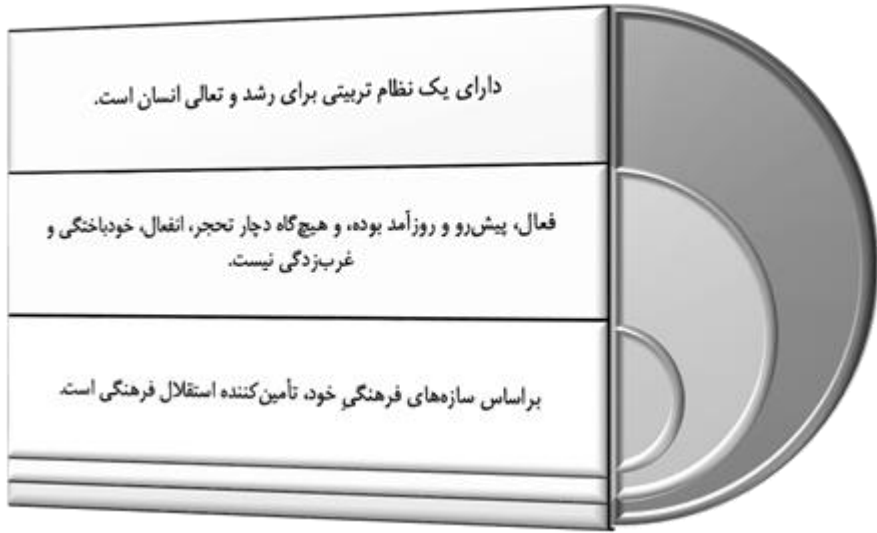 دارای یک نظام تربیتی برای رشد و تعالی انسان است.
فعال، پیش‌رو و روزآمد بوده، و هیچ‌گاه دچار تحجر، انفعال، خودباختگی و
غرب‌زدگی نیست.
براساس سازه‌های فرهنگیِ خود، تأمین‌کننده استقلال فرهنگی است.